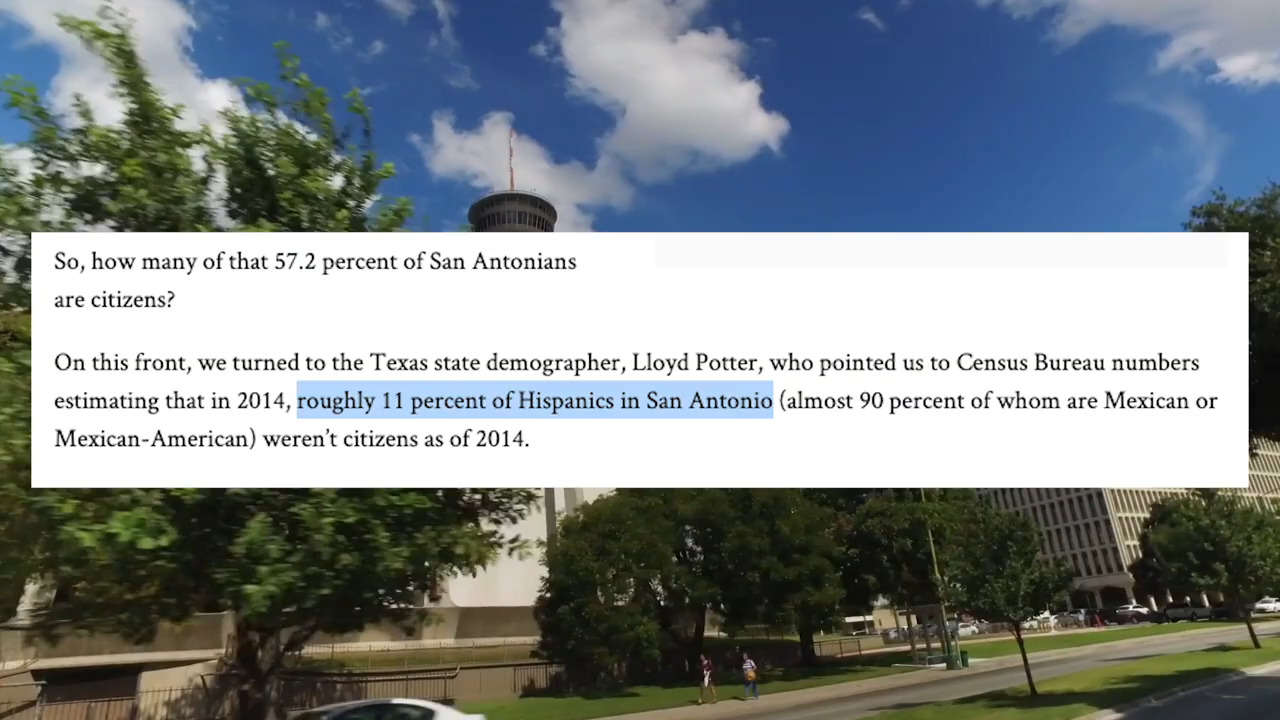 So, how many of that 57.2 percent of San Antonians
are citizens?
On this front, we turned to the Texas state demographer, Lloyd Potter, who pointed us to Census Bureau numbers
estimating that in 2014, roughly 11 percent of Hispanics in San Antonio (almost 90 percent of whom are Mexican or
Mexican-American) weren’t citizens as of 2014.